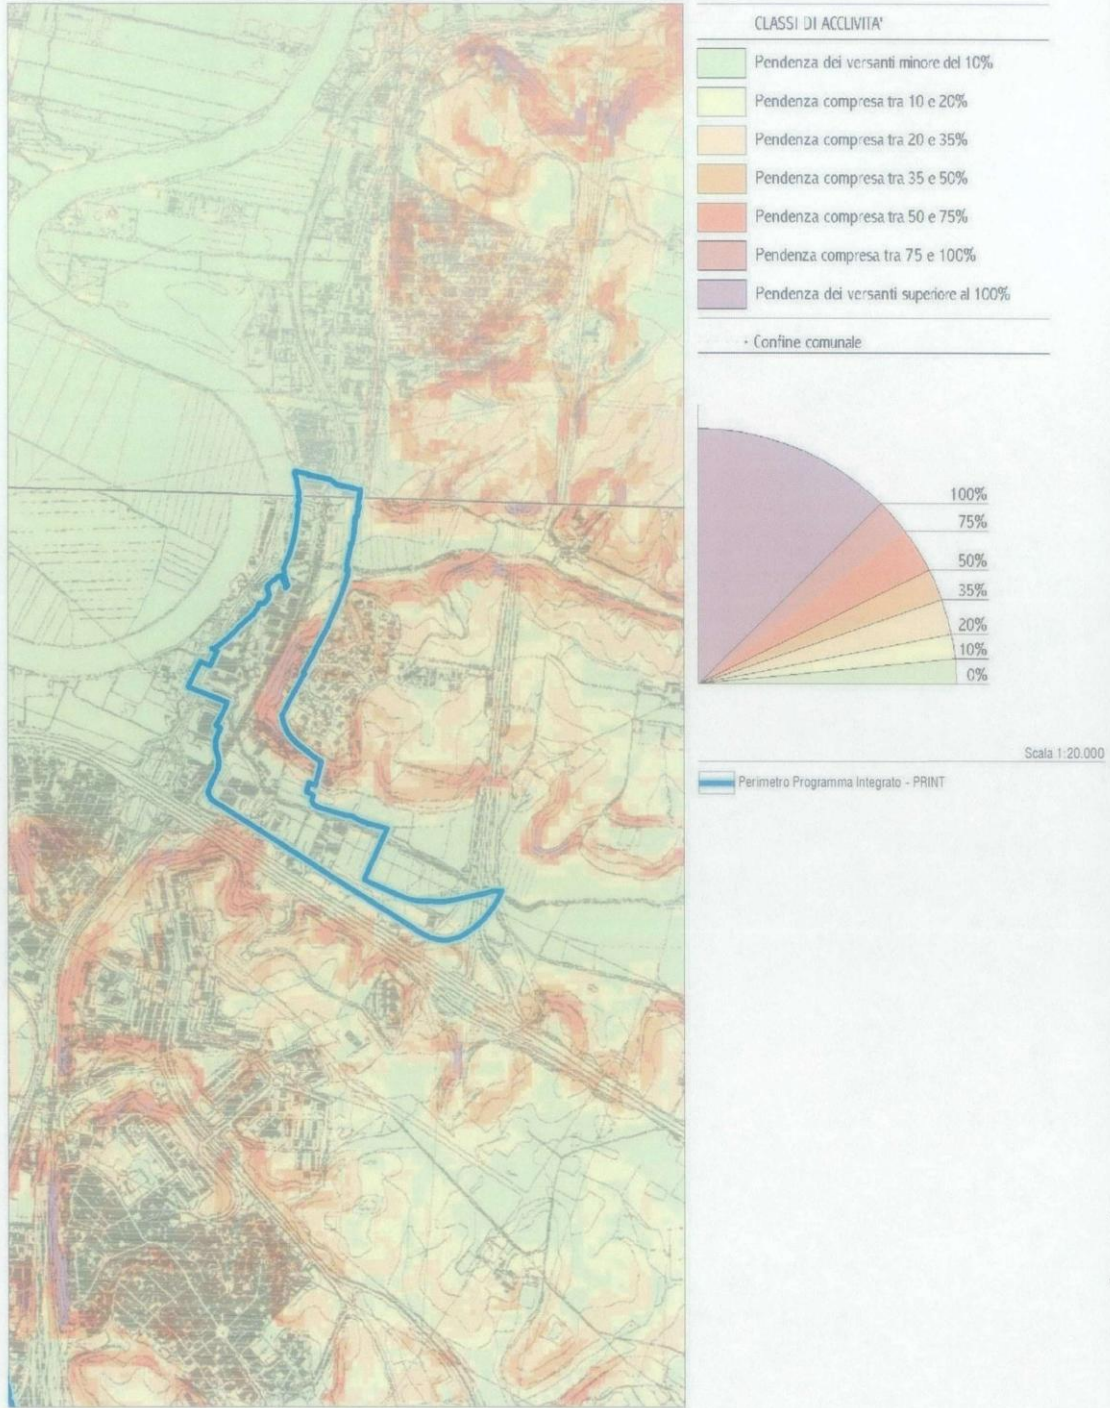 CLASSI DI ACCLIVITA'
Pendenza dei versanti minore del 10%
Pendenza compresa tra 10 e 20%
Pendenza compresa tra 20 e 35%
Pendenza compresa tra 35 e 50%
Pendenza compresa tra 50 e 75%
Pendenza compresa tra 75 e 100%
Pendenza dei versanti superiore al 100%
- Confine comunale
100%
75%
50%
35%
20%
10%
0%
Scala 1:20.000
Perimetro Programma Integrato - PRINT